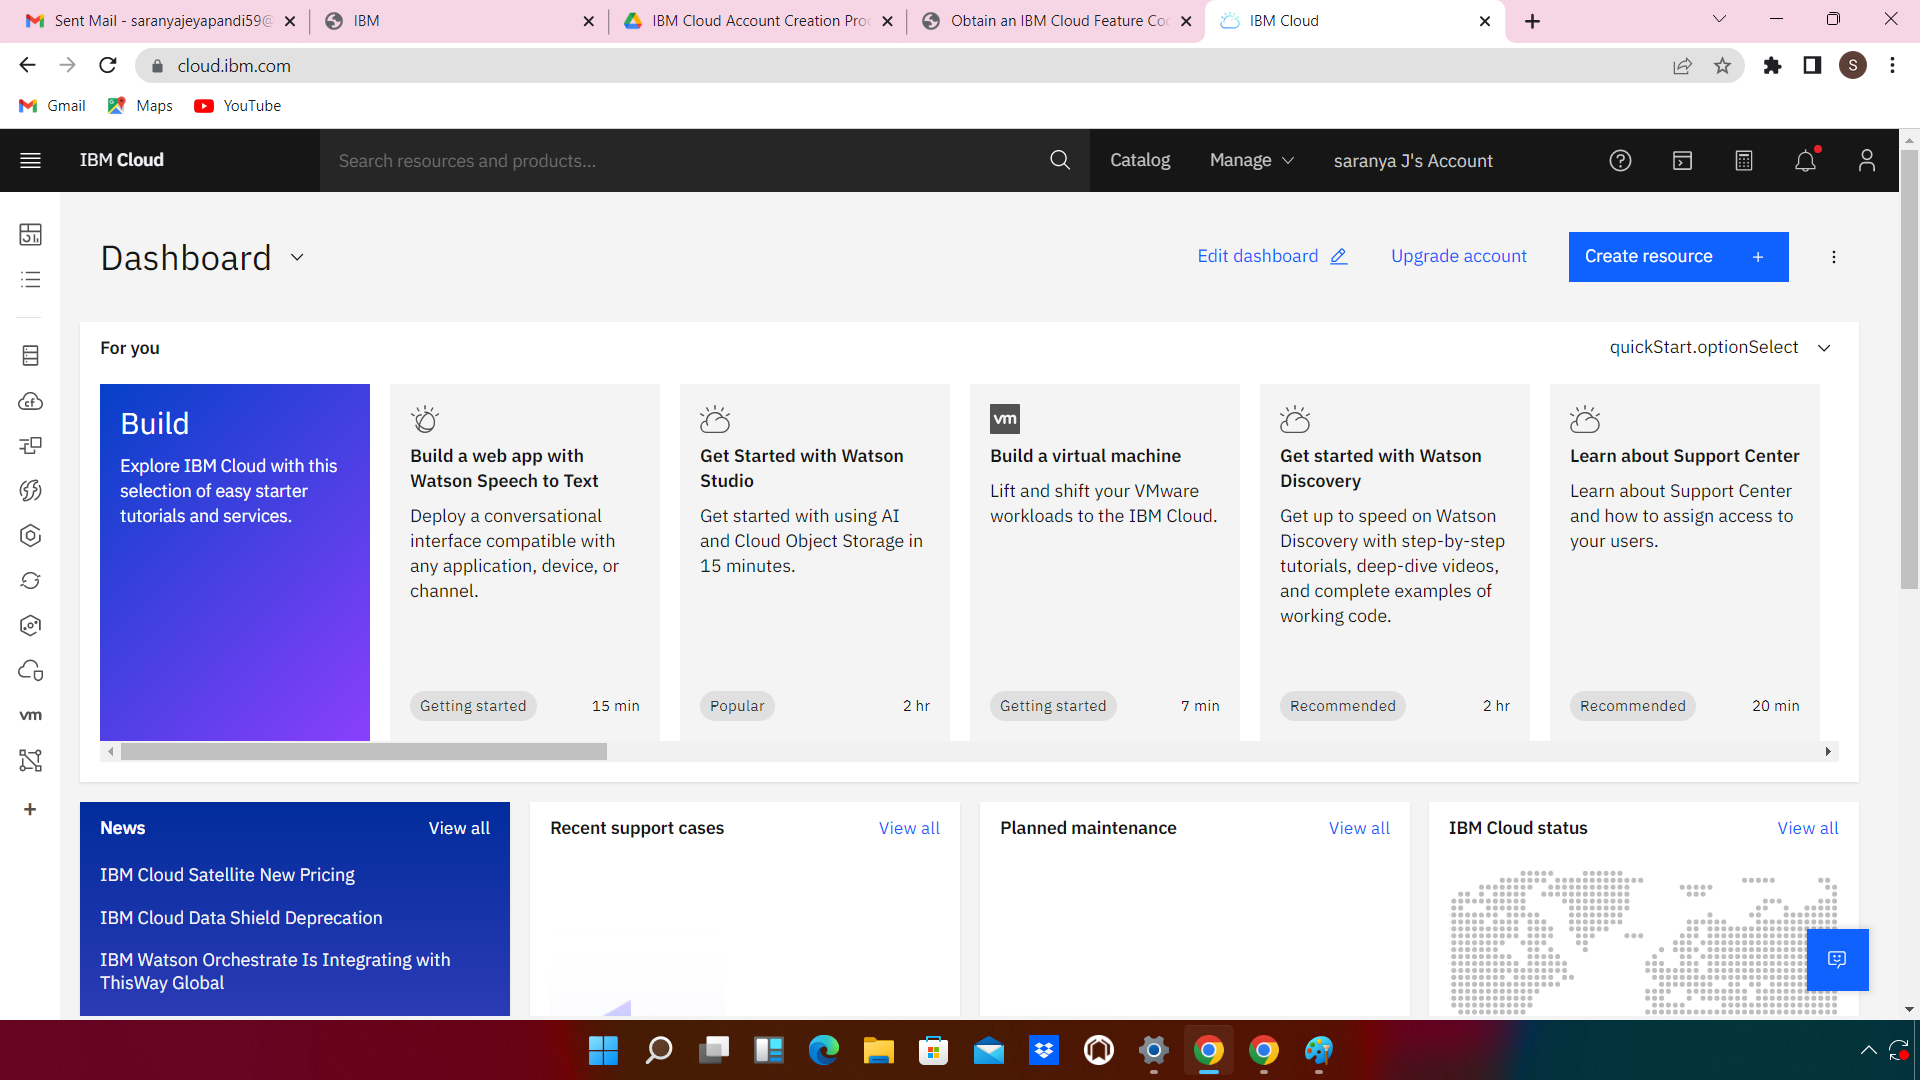 Sent Mail - saranyajeyapandi59@
IBM
IBM Cloud Account Creation Pro
Obtain an IBM Cloud Feature Co
IBM Cloud
cloud.ibm.com
S
Gmail
Maps
YouTube
IBM Cloud
Search resources and products...
Catalog
Manage
saranya J's Account
Dashboard
Edit dashboard
Upgrade account
Create resource +
For you
quickStart.optionSelect
Build
Explore IBM Cloud with this
selection of easy starter
tutorials and services.
Build a web app with
Watson Speech to Text
Deploy a conversational
interface compatible with
any application, device, or
channel.
Getting started
15 min
Get Started with Watson
Studio
Get started with using AI
and Cloud Object Storage in
15 minutes.
Popular
2 hr
vm
Build a virtual machine
Lift and shift your VMware
workloads to the IBM Cloud.
Getting started
7 min
Get started with Watson
Discovery
Get up to speed on Watson
Discovery with step-by-step
tutorials, deep-dive videos,
and complete examples of
working code.
Recommended
2 hr
Learn about Support Center
Learn about Support Center
and how to assign access to
your users.
Recommended
20 min
cf
vm
News
View all
IBM Cloud Satellite New Pricing
IBM Cloud Data Shield Deprecation
IBM Watson Orchestrate Is Integrating with
ThisWay Global
Recent support cases
View all
Planned maintenance
View all
IBM Cloud status
View all